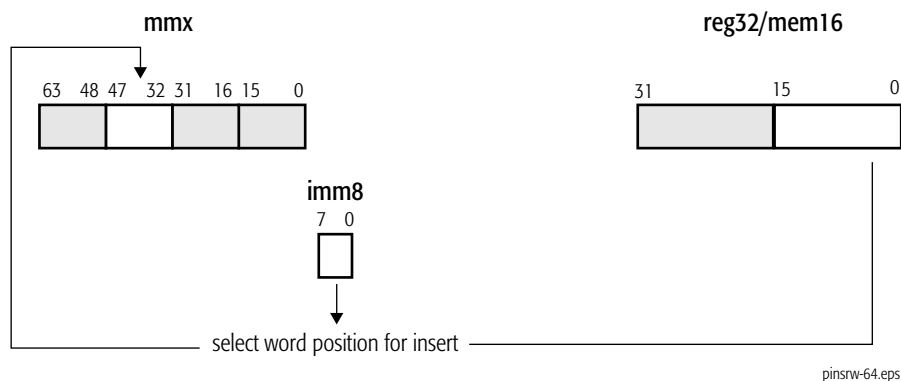 mmx reg32/mem16
63 48 47 32 31 16 15 0 31 15 0
imm8
7 0
select word position for insert
pinsrw-64.eps